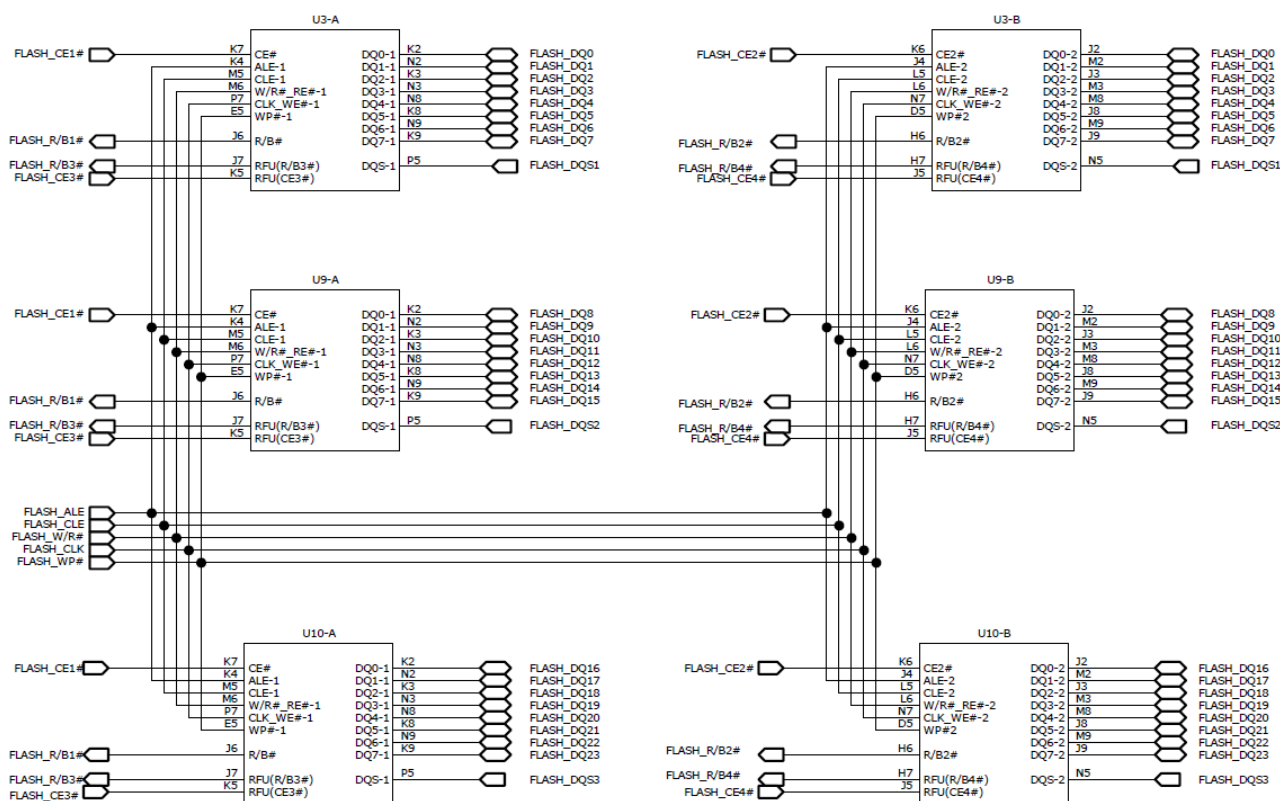 U3-A
FLASH_CE1# K7 CE# DQ0-1 K2 FLASH_DQ0
K4 ALE-1 DQ1-1 N2 FLASH_DQ1
M5 CLE-1 DQ2-1 K3 FLASH_DQ2
M6 W/R#_RE#-1 DQ3-1 N3 FLASH_DQ3
P7 CLK_WE#-1 DQ4-1 N8 FLASH_DQ4
E5 WP#-1 DQ5-1 K8 FLASH_DQ5
DQ6-1 N9 FLASH_DQ6
FLASH_R/B1# J6 R/B# DQ7-1 K9 FLASH_DQ7
FLASH_R/B3# J7 RFU(R/B3#) DQS-1 P5 FLASH_DQS1
FLASH_CE3# K5 RFU(CE3#)
U3-B
FLASH_CE2# K6 CE2# DQ0-2 J2 FLASH_DQ0
J4 ALE-2 DQ1-2 M2 FLASH_DQ1
L5 CLE-2 DQ2-2 J3 FLASH_DQ2
L6 W/R#_RE#-2 DQ3-2 M3 FLASH_DQ3
N7 CLK_WE#-2 DQ4-2 M8 FLASH_DQ4
D5 WP#2 DQ5-2 J8 FLASH_DQ5
DQ6-2 M9 FLASH_DQ6
FLASH_R/B2# H6 R/B2# DQ7-2 J9 FLASH_DQ7
FLASH_R/B4# H7 RFU(R/B4#) DQS-2 N5 FLASH_DQS1
FLASH_CE4# J5 RFU(CE4#)
U9-A
FLASH_CE1# K7 CE# DQ0-1 K2 FLASH_DQ8
K4 ALE-1 DQ1-1 N2 FLASH_DQ9
M5 CLE-1 DQ2-1 K3 FLASH_DQ10
M6 W/R#_RE#-1 DQ3-1 N3 FLASH_DQ11
P7 CLK_WE#-1 DQ4-1 N8 FLASH_DQ12
E5 WP#-1 DQ5-1 K8 FLASH_DQ13
DQ6-1 N9 FLASH_DQ14
FLASH_R/B1# J6 R/B# DQ7-1 K9 FLASH_DQ15
FLASH_R/B3# J7 RFU(R/B3#) DQS-1 P5 FLASH_DQS2
FLASH_CE3# K5 RFU(CE3#)
U9-B
FLASH_CE2# K6 CE2# DQ0-2 J2 FLASH_DQ8
J4 ALE-2 DQ1-2 M2 FLASH_DQ9
L5 CLE-2 DQ2-2 J3 FLASH_DQ10
L6 W/R#_RE#-2 DQ3-2 M3 FLASH_DQ11
N7 CLK_WE#-2 DQ4-2 M8 FLASH_DQ12
D5 WP#2 DQ5-2 J8 FLASH_DQ13
DQ6-2 M9 FLASH_DQ14
FLASH_R/B2# H6 R/B2# DQ7-2 J9 FLASH_DQ15
FLASH_R/B4# H7 RFU(R/B4#) DQS-2 N5 FLASH_DQS2
FLASH_CE4# J5 RFU(CE4#)
FLASH_ALE
FLASH_CLE
FLASH_W/R#
FLASH_CLK
FLASH_WP#
U10-A
FLASH_CE1# K7 CE# DQ0-1 K2 FLASH_DQ16
K4 ALE-1 DQ1-1 N2 FLASH_DQ17
M5 CLE-1 DQ2-1 K3 FLASH_DQ18
M6 W/R#_RE#-1 DQ3-1 N3 FLASH_DQ19
P7 CLK_WE#-1 DQ4-1 N8 FLASH_DQ20
E5 WP#-1 DQ5-1 K8 FLASH_DQ21
DQ6-1 N9 FLASH_DQ22
FLASH_R/B1# J6 R/B# DQ7-1 K9 FLASH_DQ23
FLASH_R/B3# J7 RFU(R/B3#) DQS-1 P5 FLASH_DQS3
FLASH_CE3# K5 RFU(CE3#)
U10-B
FLASH_CE2# K6 CE2# DQ0-2 J2 FLASH_DQ16
J4 ALE-2 DQ1-2 M2 FLASH_DQ17
L5 CLE-2 DQ2-2 J3 FLASH_DQ18
L6 W/R#_RE#-2 DQ3-2 M3 FLASH_DQ19
N7 CLK_WE#-2 DQ4-2 M8 FLASH_DQ20
D5 WP#2 DQ5-2 J8 FLASH_DQ21
DQ6-2 M9 FLASH_DQ22
FLASH_R/B2# H6 R/B2# DQ7-2 J9 FLASH_DQ23
FLASH_R/B4# H7 RFU(R/B4#) DQS-2 N5 FLASH_DQS3
FLASH_CE4# J5 RFU(CE4#)